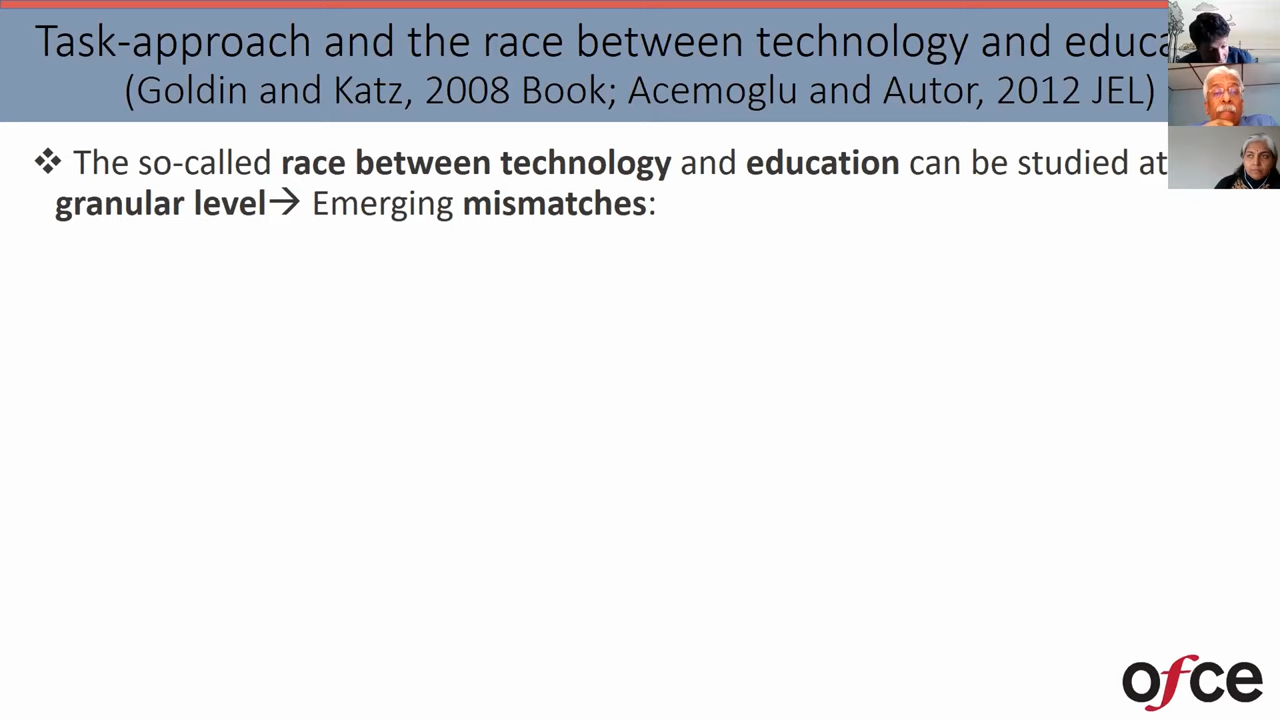 Task-approach and the race between technology and educa
(Goldin and Katz, 2008 Book; Acemoglu and Autor, 2012 JEL)
❖ The so-called race between technology and education can be studied at
granular level→ Emerging mismatches:
ofce